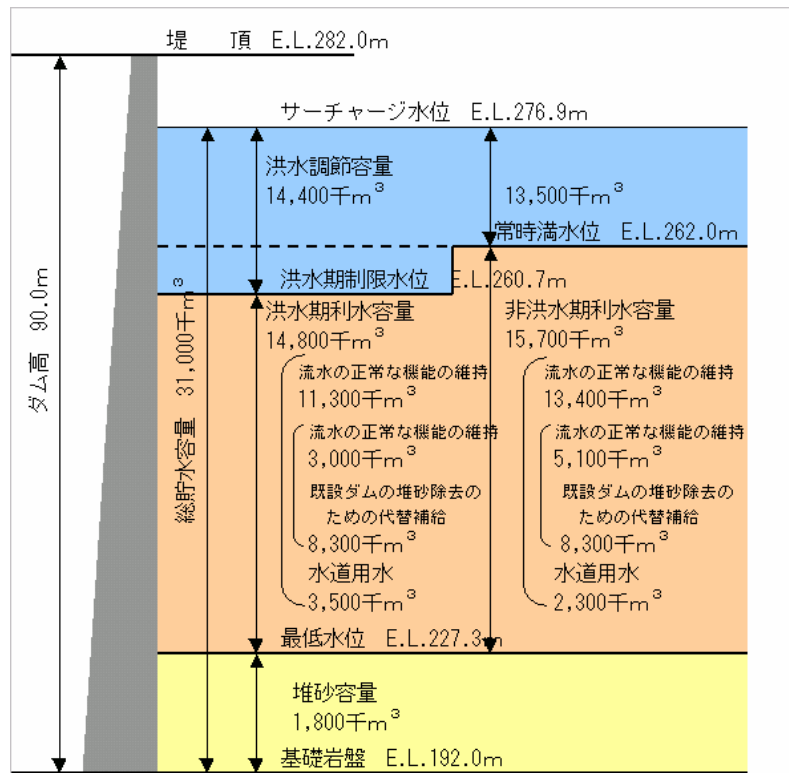 堤 頂 E.L.282.0m
サーチャージ水位 E.L.276.9m
洪水調節容量
14,400千m³
13,500千m³
常時満水位 E.L.262.0m
洪水期制限水位 E.L.260.7m
洪水期利水容量
14,800千m³
流水の正常な機能の維持
11,300千m³
流水の正常な機能の維持
3,000千m³
既設ダムの堆砂除去の
ための代替補給
8,300千m³
水道用水
3,500千m³
非洪水期利水容量
15,700千m³
流水の正常な機能の維持
13,400千m³
流水の正常な機能の維持
5,100千m³
既設ダムの堆砂除去の
ための代替補給
8,300千m³
水道用水
2,300千m³
最低水位 E.L.227.3m
堆砂容量
1,800千m³
基礎岩盤 E.L.192.0m
ダム高 90.0m
総貯水容量 31,000千m³